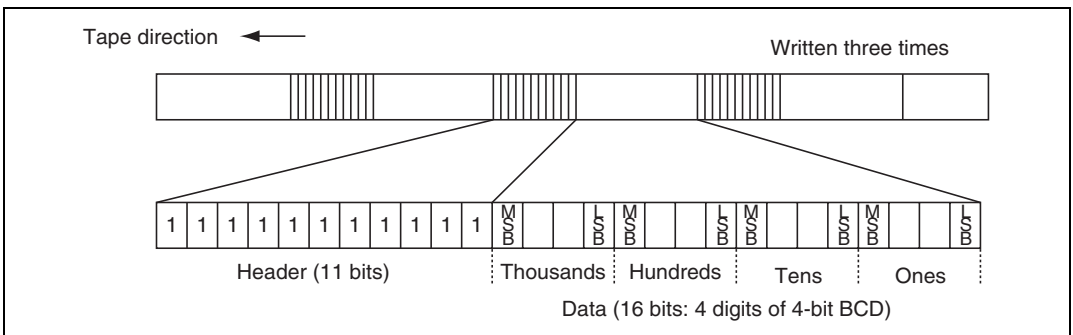 Tape direction
Written three times
1 1 1 1 1 1 1 1 1 1 1 MSB LSB MSB LSB MSB LSB MSB LSB
Header (11 bits) Thousands Hundreds Tens Ones
Data (16 bits: 4 digits of 4-bit BCD)